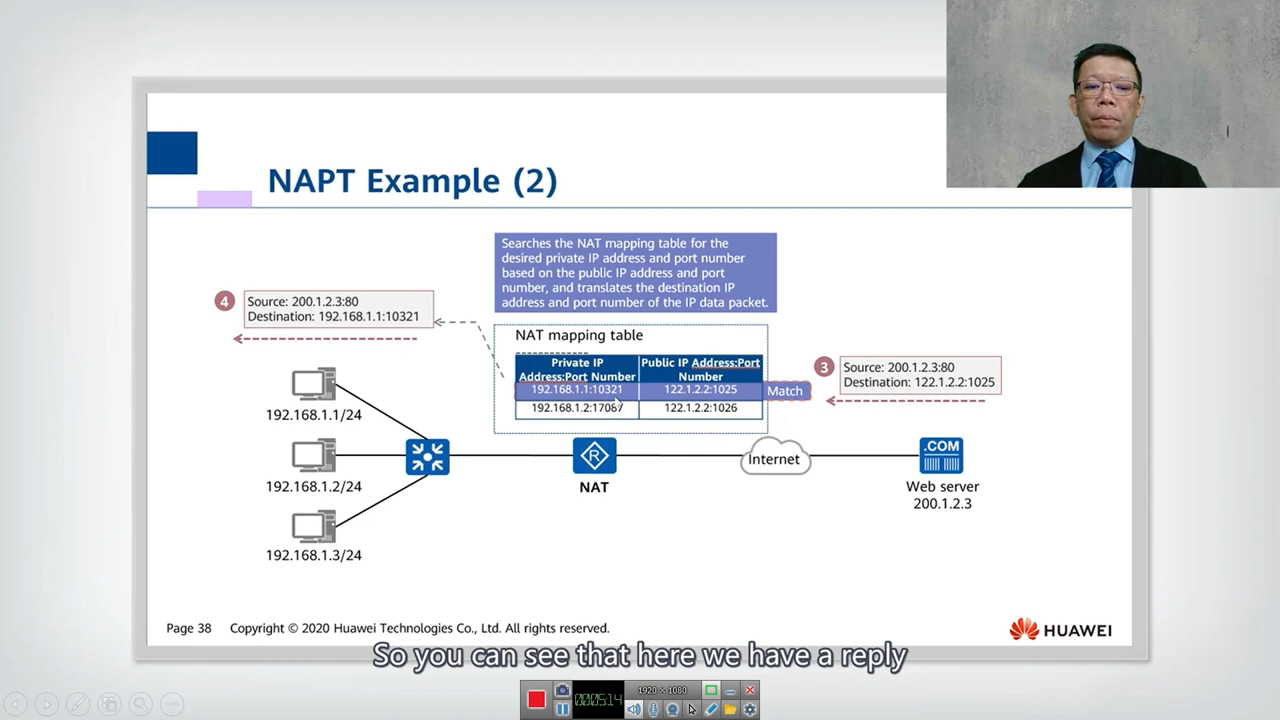 NAPT Example (2)
Searches the NAT mapping table for the
desired private IP address and port number
based on the public IP address and port
number, and translates the destination IP
address and port number of the IP data packet.
4
Source: 200.1.2.3:80
Destination: 192.168.1.1:10321
NAT mapping table
Private IP Address:Port Number
Public IP Address:Port Number
192.168.1.1:10321
122.1.2.2:1025
Match
192.168.1.2:17087
122.1.2.2:1026
3
Source: 200.1.2.3:80
Destination: 122.1.2.2:1025
192.168.1.1/24
192.168.1.2/24
192.168.1.3/24
R
NAT
Internet
.COM
Web server
200.1.2.3
Page 38
Copyright © 2020 Huawei Technologies Co., Ltd. All rights reserved.
HUAWEI
So you can see that here we have a reply
000:5:14
1920 × 1080